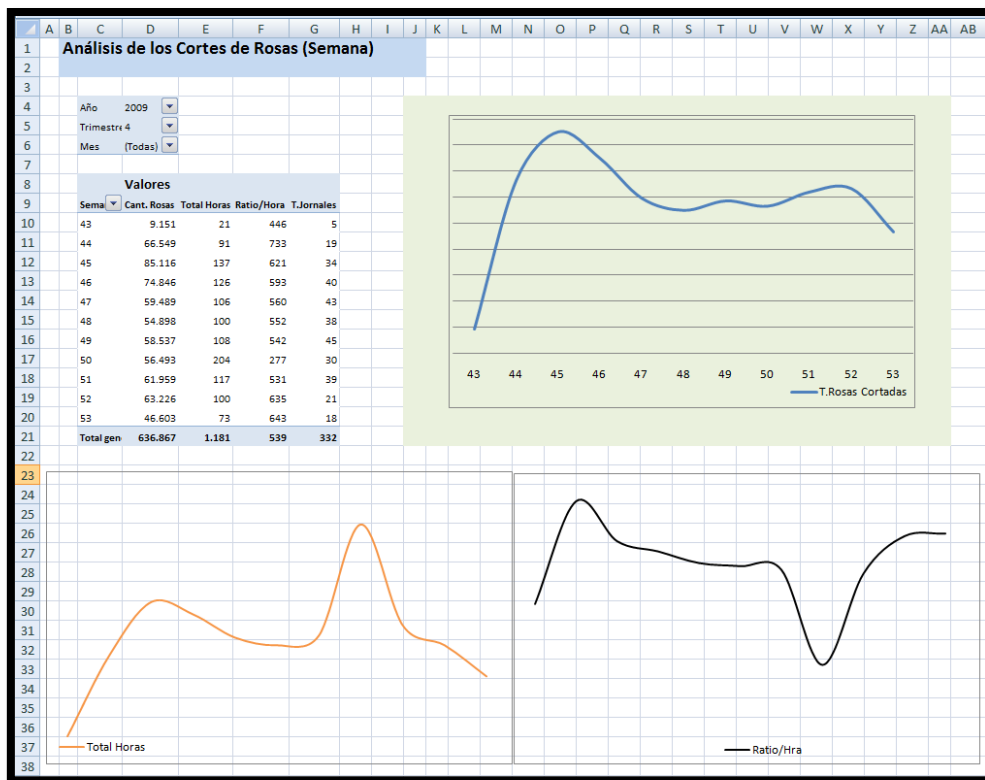 A B C D E F G H I J K L M N O P Q R S T U V W X Y Z AA AB
1 Análisis de los Cortes de Rosas (Semana)
2
3
4 Año 2009
5 Trimestre 4
6 Mes (Todas)
7
8 Valores
9 Sema Cant. Rosas Total Horas Ratio/Hora T.Jornales
10 43 9.151 21 446 5
11 44 66.549 91 733 19
12 45 85.116 137 621 34
13 46 74.846 126 593 40
14 47 59.489 106 560 43
15 48 54.898 100 552 38
16 49 58.537 108 542 45
17 50 56.493 204 277 30
18 51 61.959 117 531 39
19 52 63.226 100 635 21
20 53 46.603 73 643 18
21 Total gen 636.867 1.181 539 332
43 44 45 46 47 48 49 50 51 52 53
T.Rosas Cortadas
22
23
24
25
26
27
28
29
30
31
32
33
34
35
36
37
38
Total Horas
Ratio/Hra